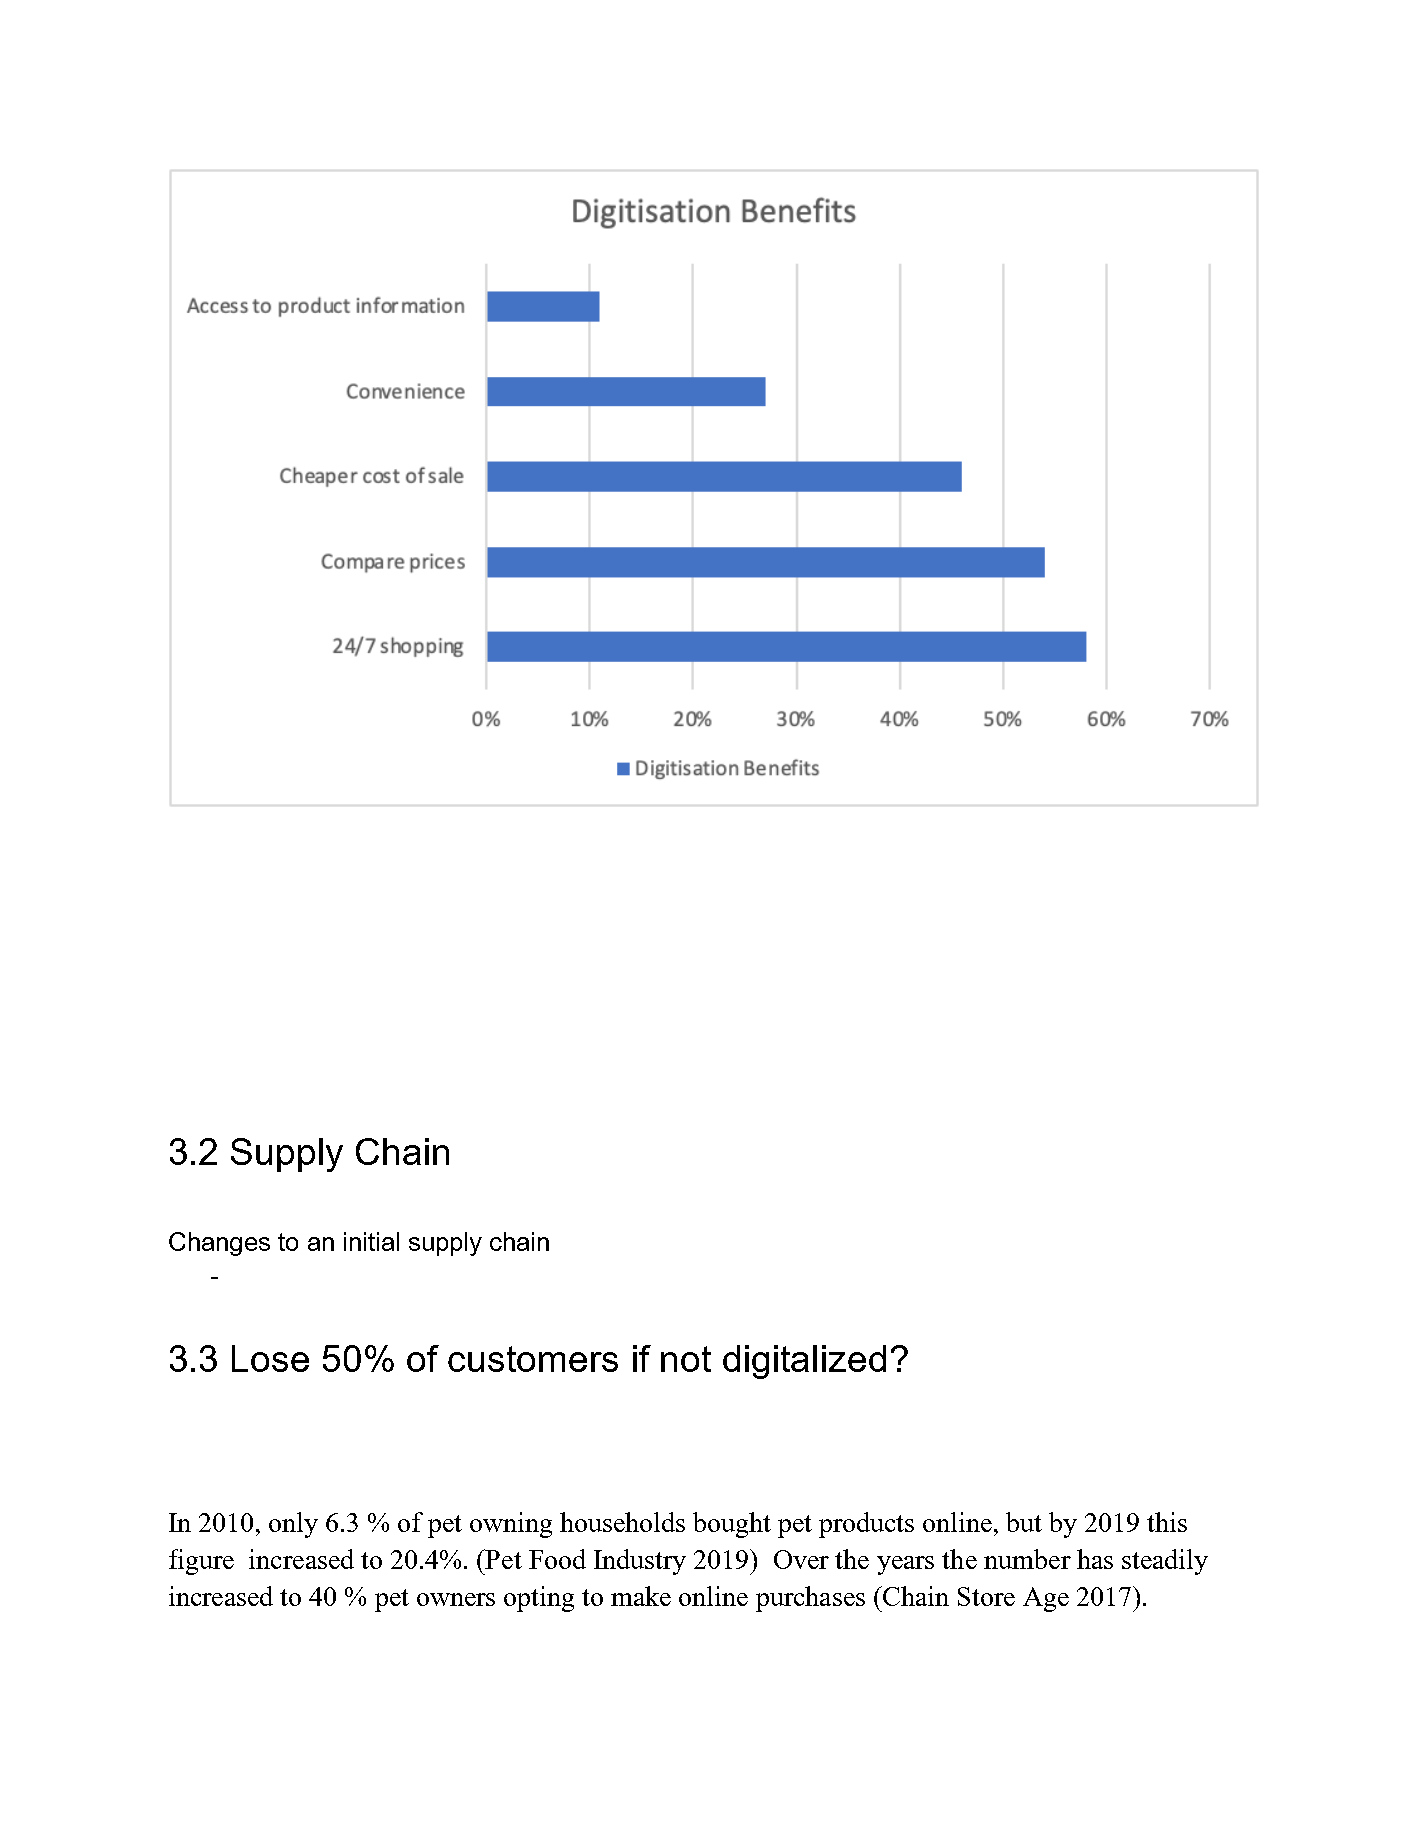 Digitisation Benefits
Access to product information
Convenience
Cheaper cost of sale
Compare prices
24/7 shopping
0% 10% 20% 30% 40% 50% 60% 70%
Digitisation Benefits
3.2 Supply Chain
Changes to an initial supply chain
-
3.3 Lose 50% of customers if not digitalized?
In 2010, only 6.3 % of pet owning households bought pet products online, but by 2019 this
figure  increased to 20.4%. (Pet Food Industry 2019)  Over the years the number has steadily
increased to 40 % pet owners opting to make online purchases (Chain Store Age 2017).